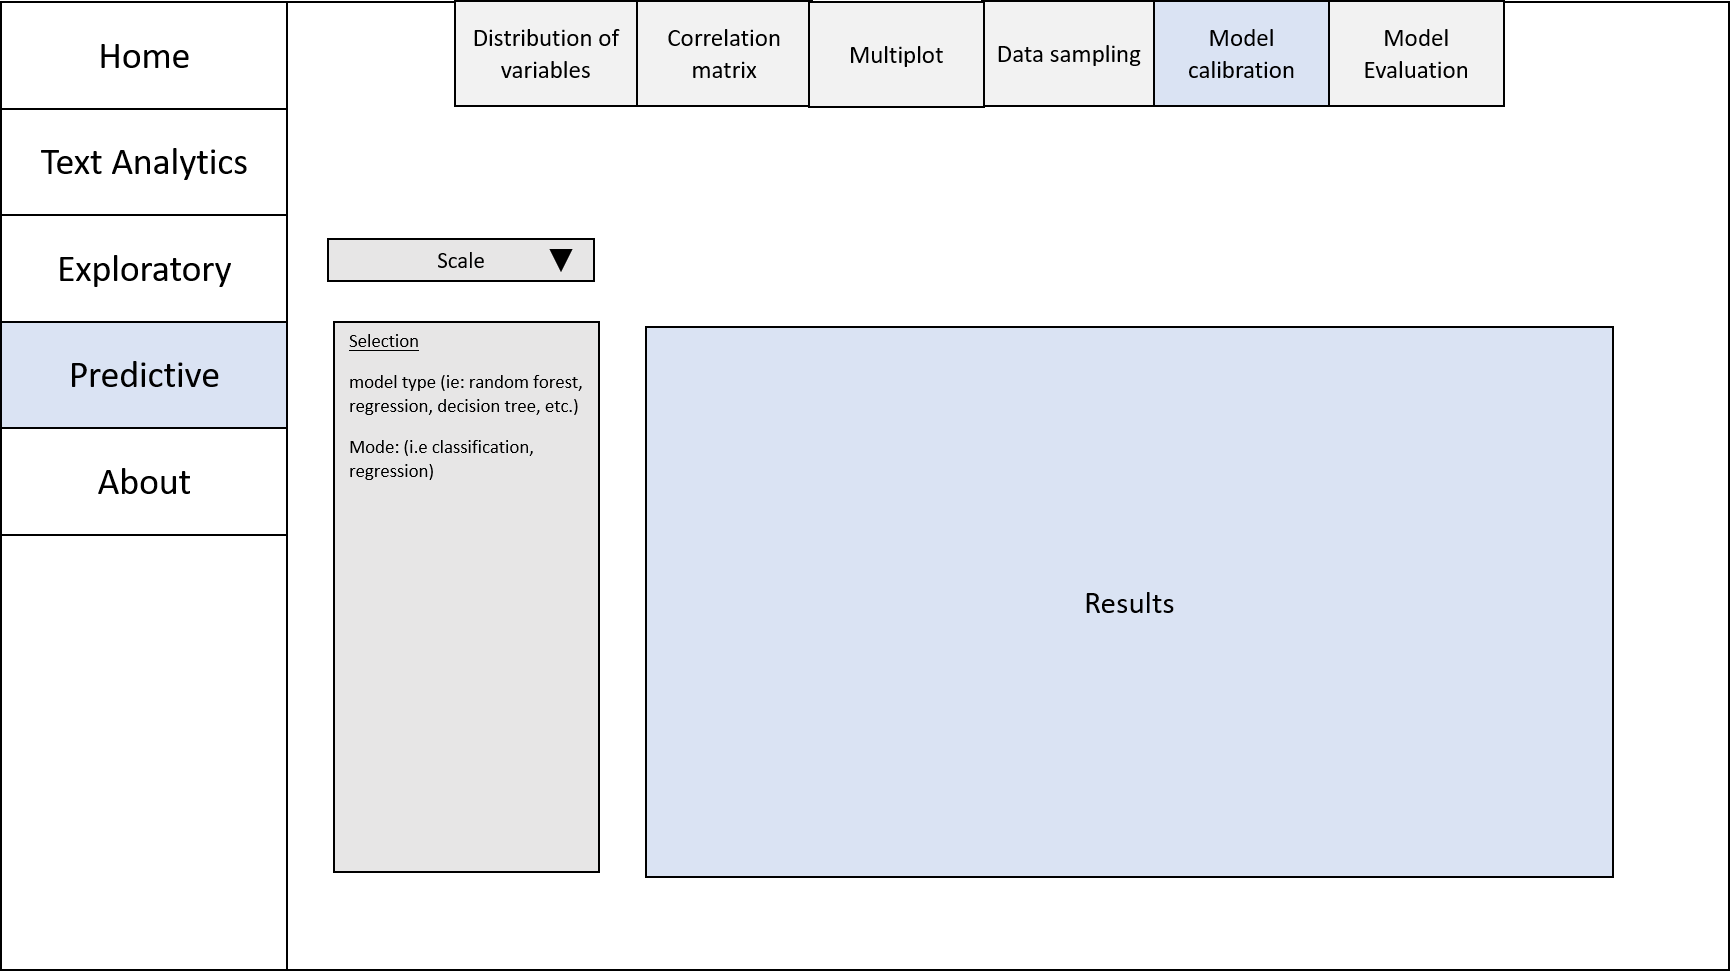 Home
Text Analytics
Exploratory
Predictive
About
Distribution of
variables
Correlation
matrix
Multiplot
Data sampling
Model
calibration
Model
Evaluation
Scale
Selection
model type (ie: random forest,
regression, decision tree, etc.)
Mode: (i.e classification,
regression)
Results